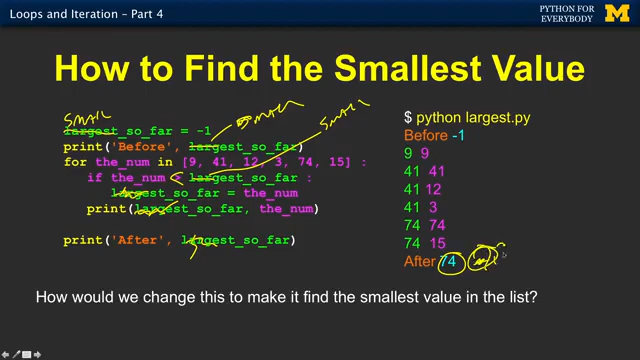 Loops and Iteration – Part 4
PYTHON FOR EVERYBODY
M
How to Find the Smallest Value
SMALL
SMALL
SMALL
largest_so_far = -1
print('Before', largest_so_far)
for the_num in [9, 41, 12, 3, 74, 15] :
if the_num > largest_so_far :
largest_so_far = the_num
print(largest_so_far, the_num)
print('After', largest_so_far)
$ python largest.py
Before -1
9 9
41 41
41 12
41 3
74 74
74 15
After 74
How would we change this to make it find the smallest value in the list?